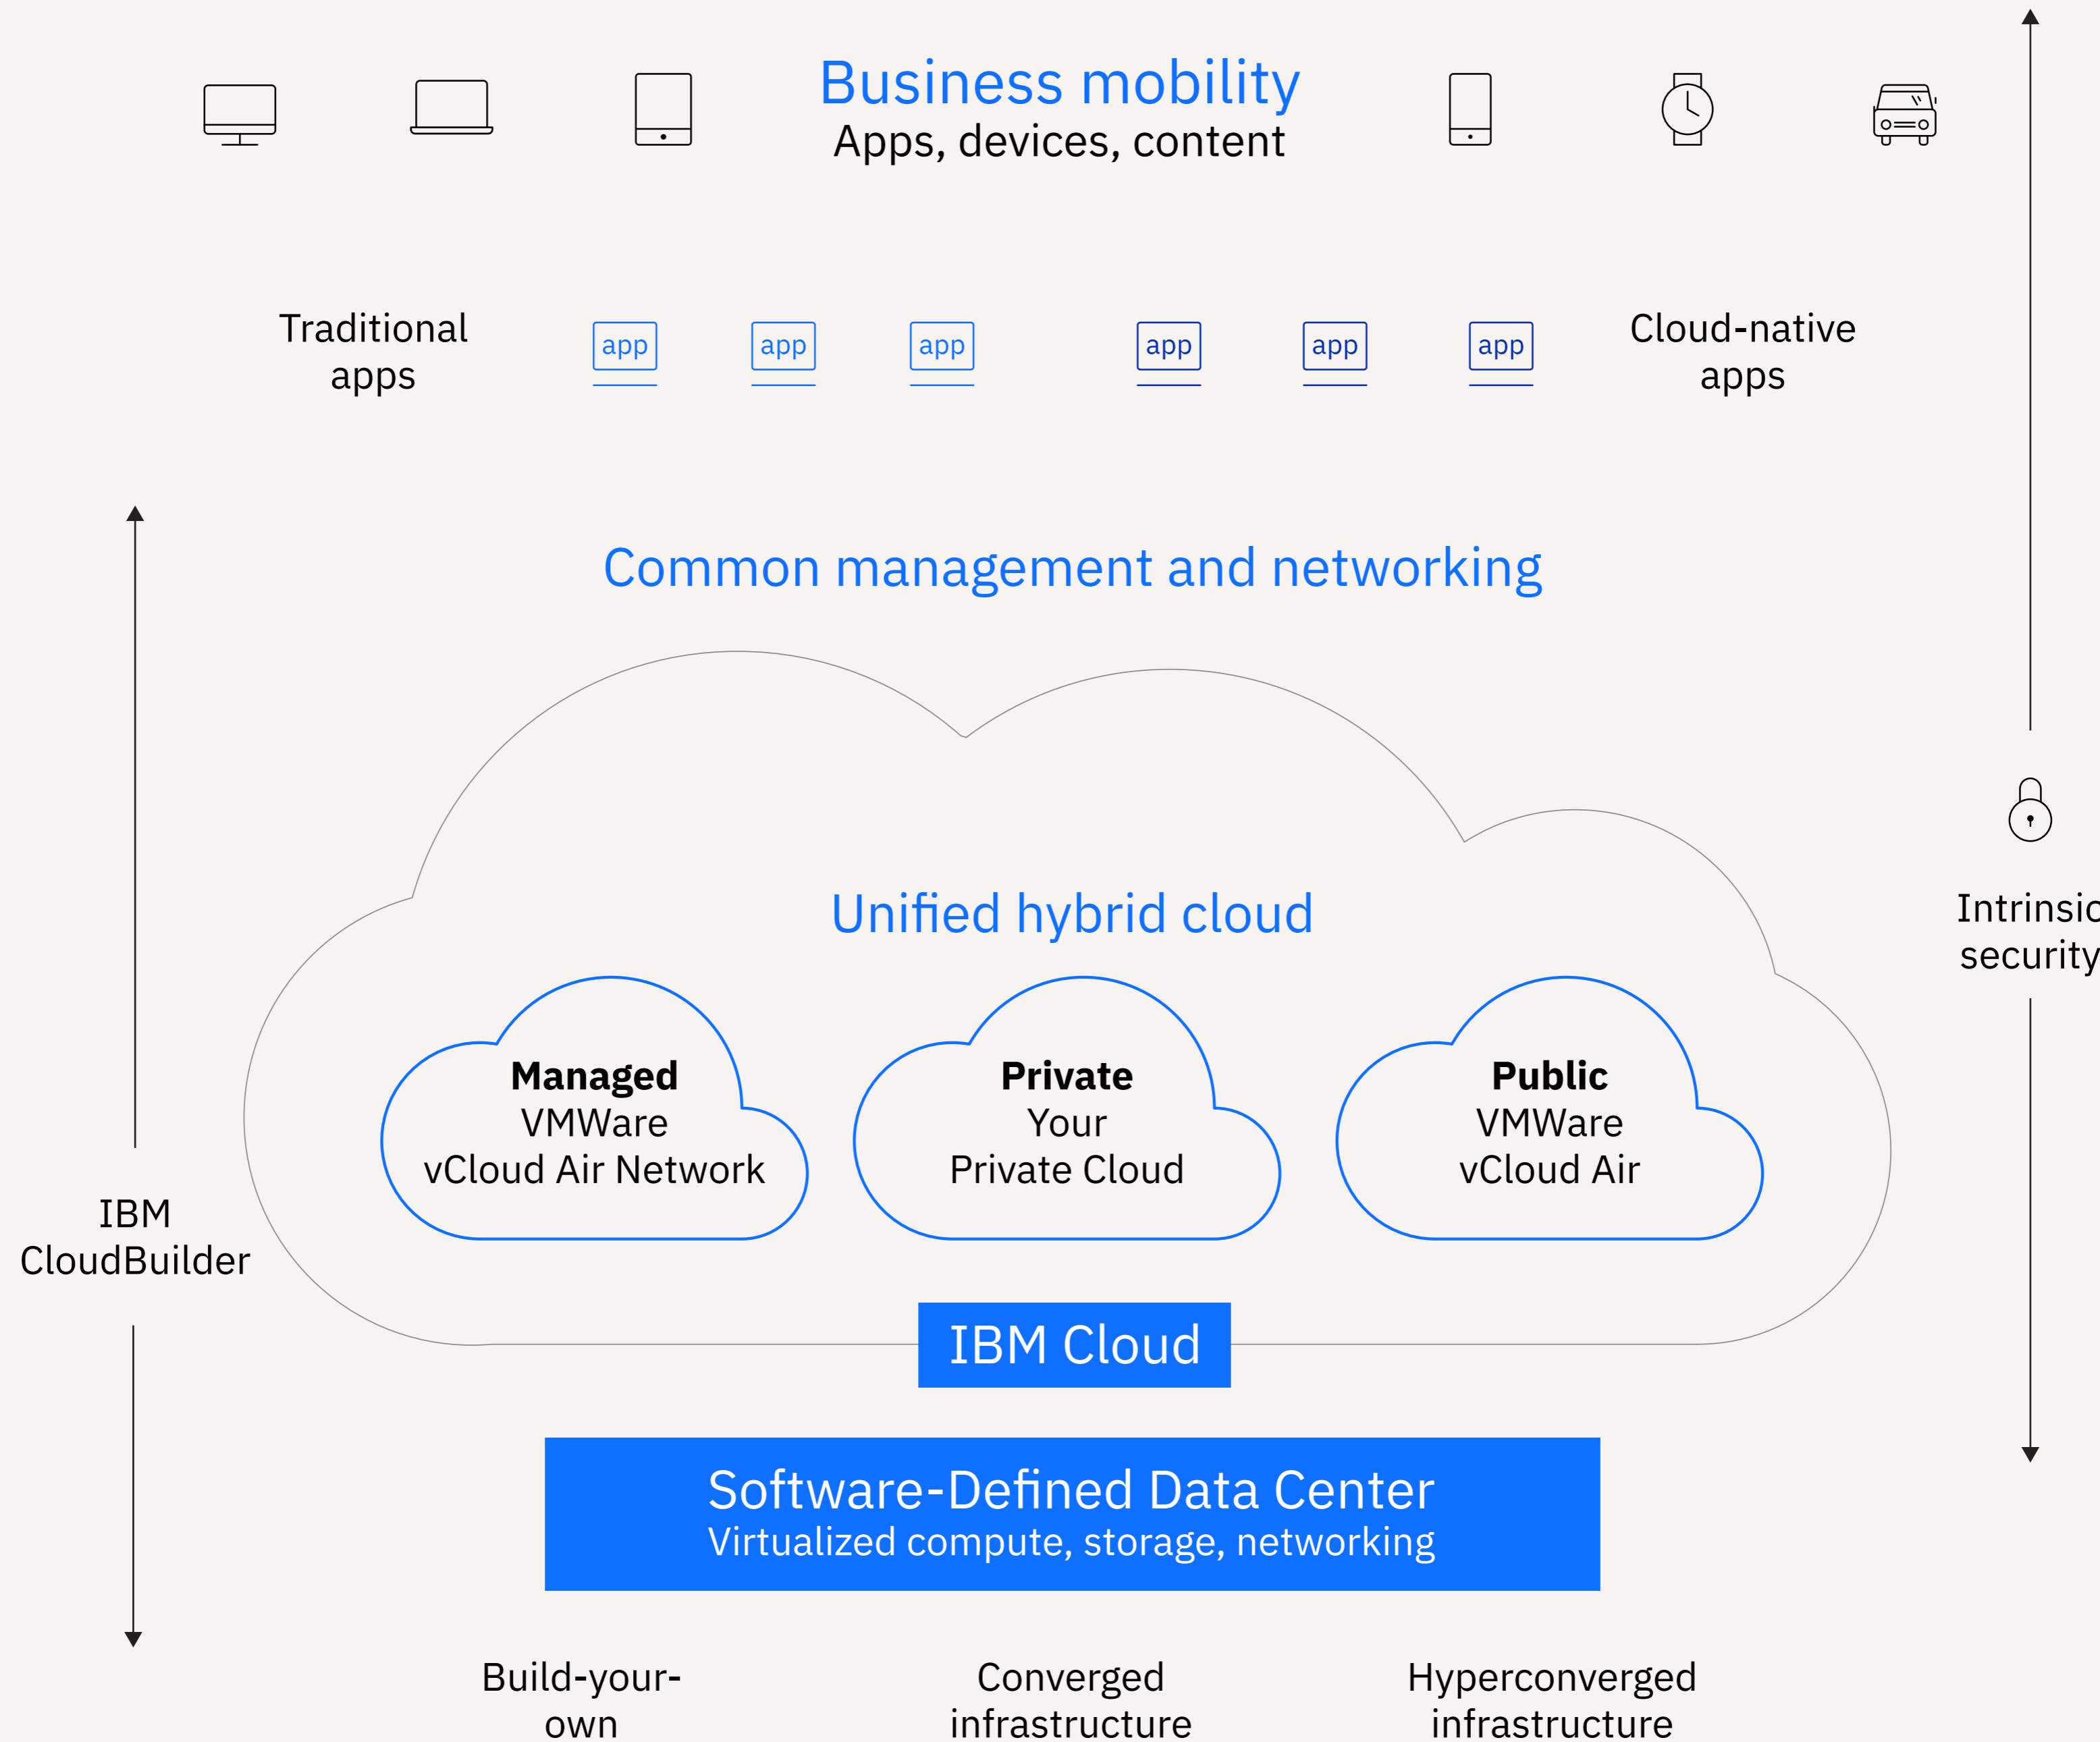 Business mobility
Apps, devices, content
Traditional
apps
app
app
app
app
app
app
Cloud-native
apps
Common management and networking
Unified hybrid cloud
Intrinsic
security
Managed
VMWare
vCloud Air Network
Private
Your
Private Cloud
Public
VMWare
vCloud Air
IBM
CloudBuilder
IBM Cloud
Software-Defined Data Center
Virtualized compute, storage, networking
Build-your-
own
Converged
infrastructure
Hyperconverged
infrastructure